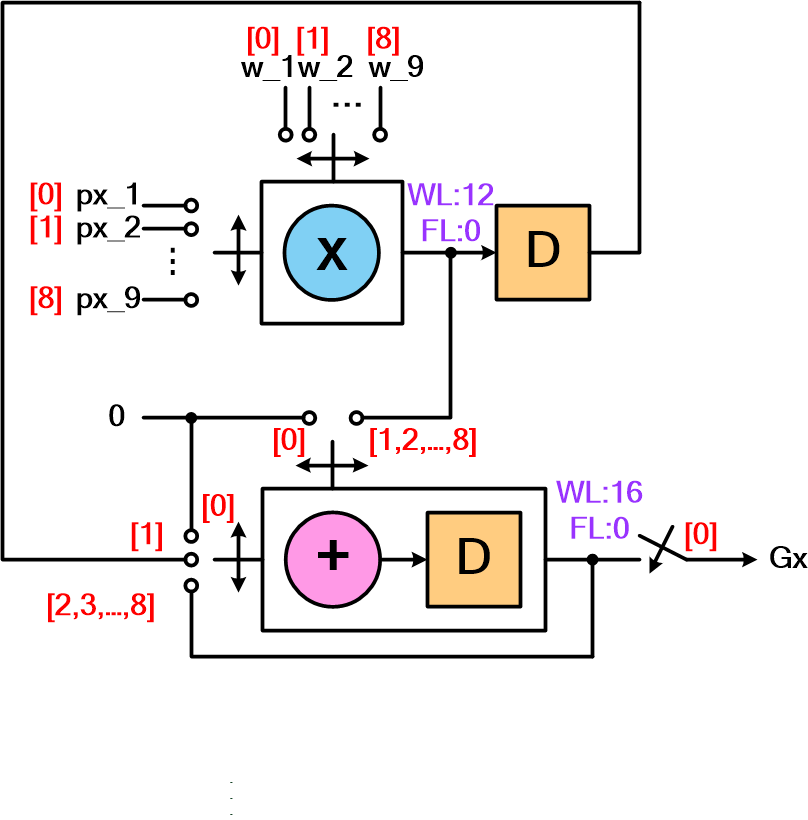 [0] [1] [8]
w_1 w_2 w_9
...
[0] px_1
[1] px_2
[8] px_9
X
WL:12
FL:0
D
0
[0]
[1,2,...,8]
[0]
[1]
[2,3,...,8]
+
D
WL:16
FL:0
[0]
Gx